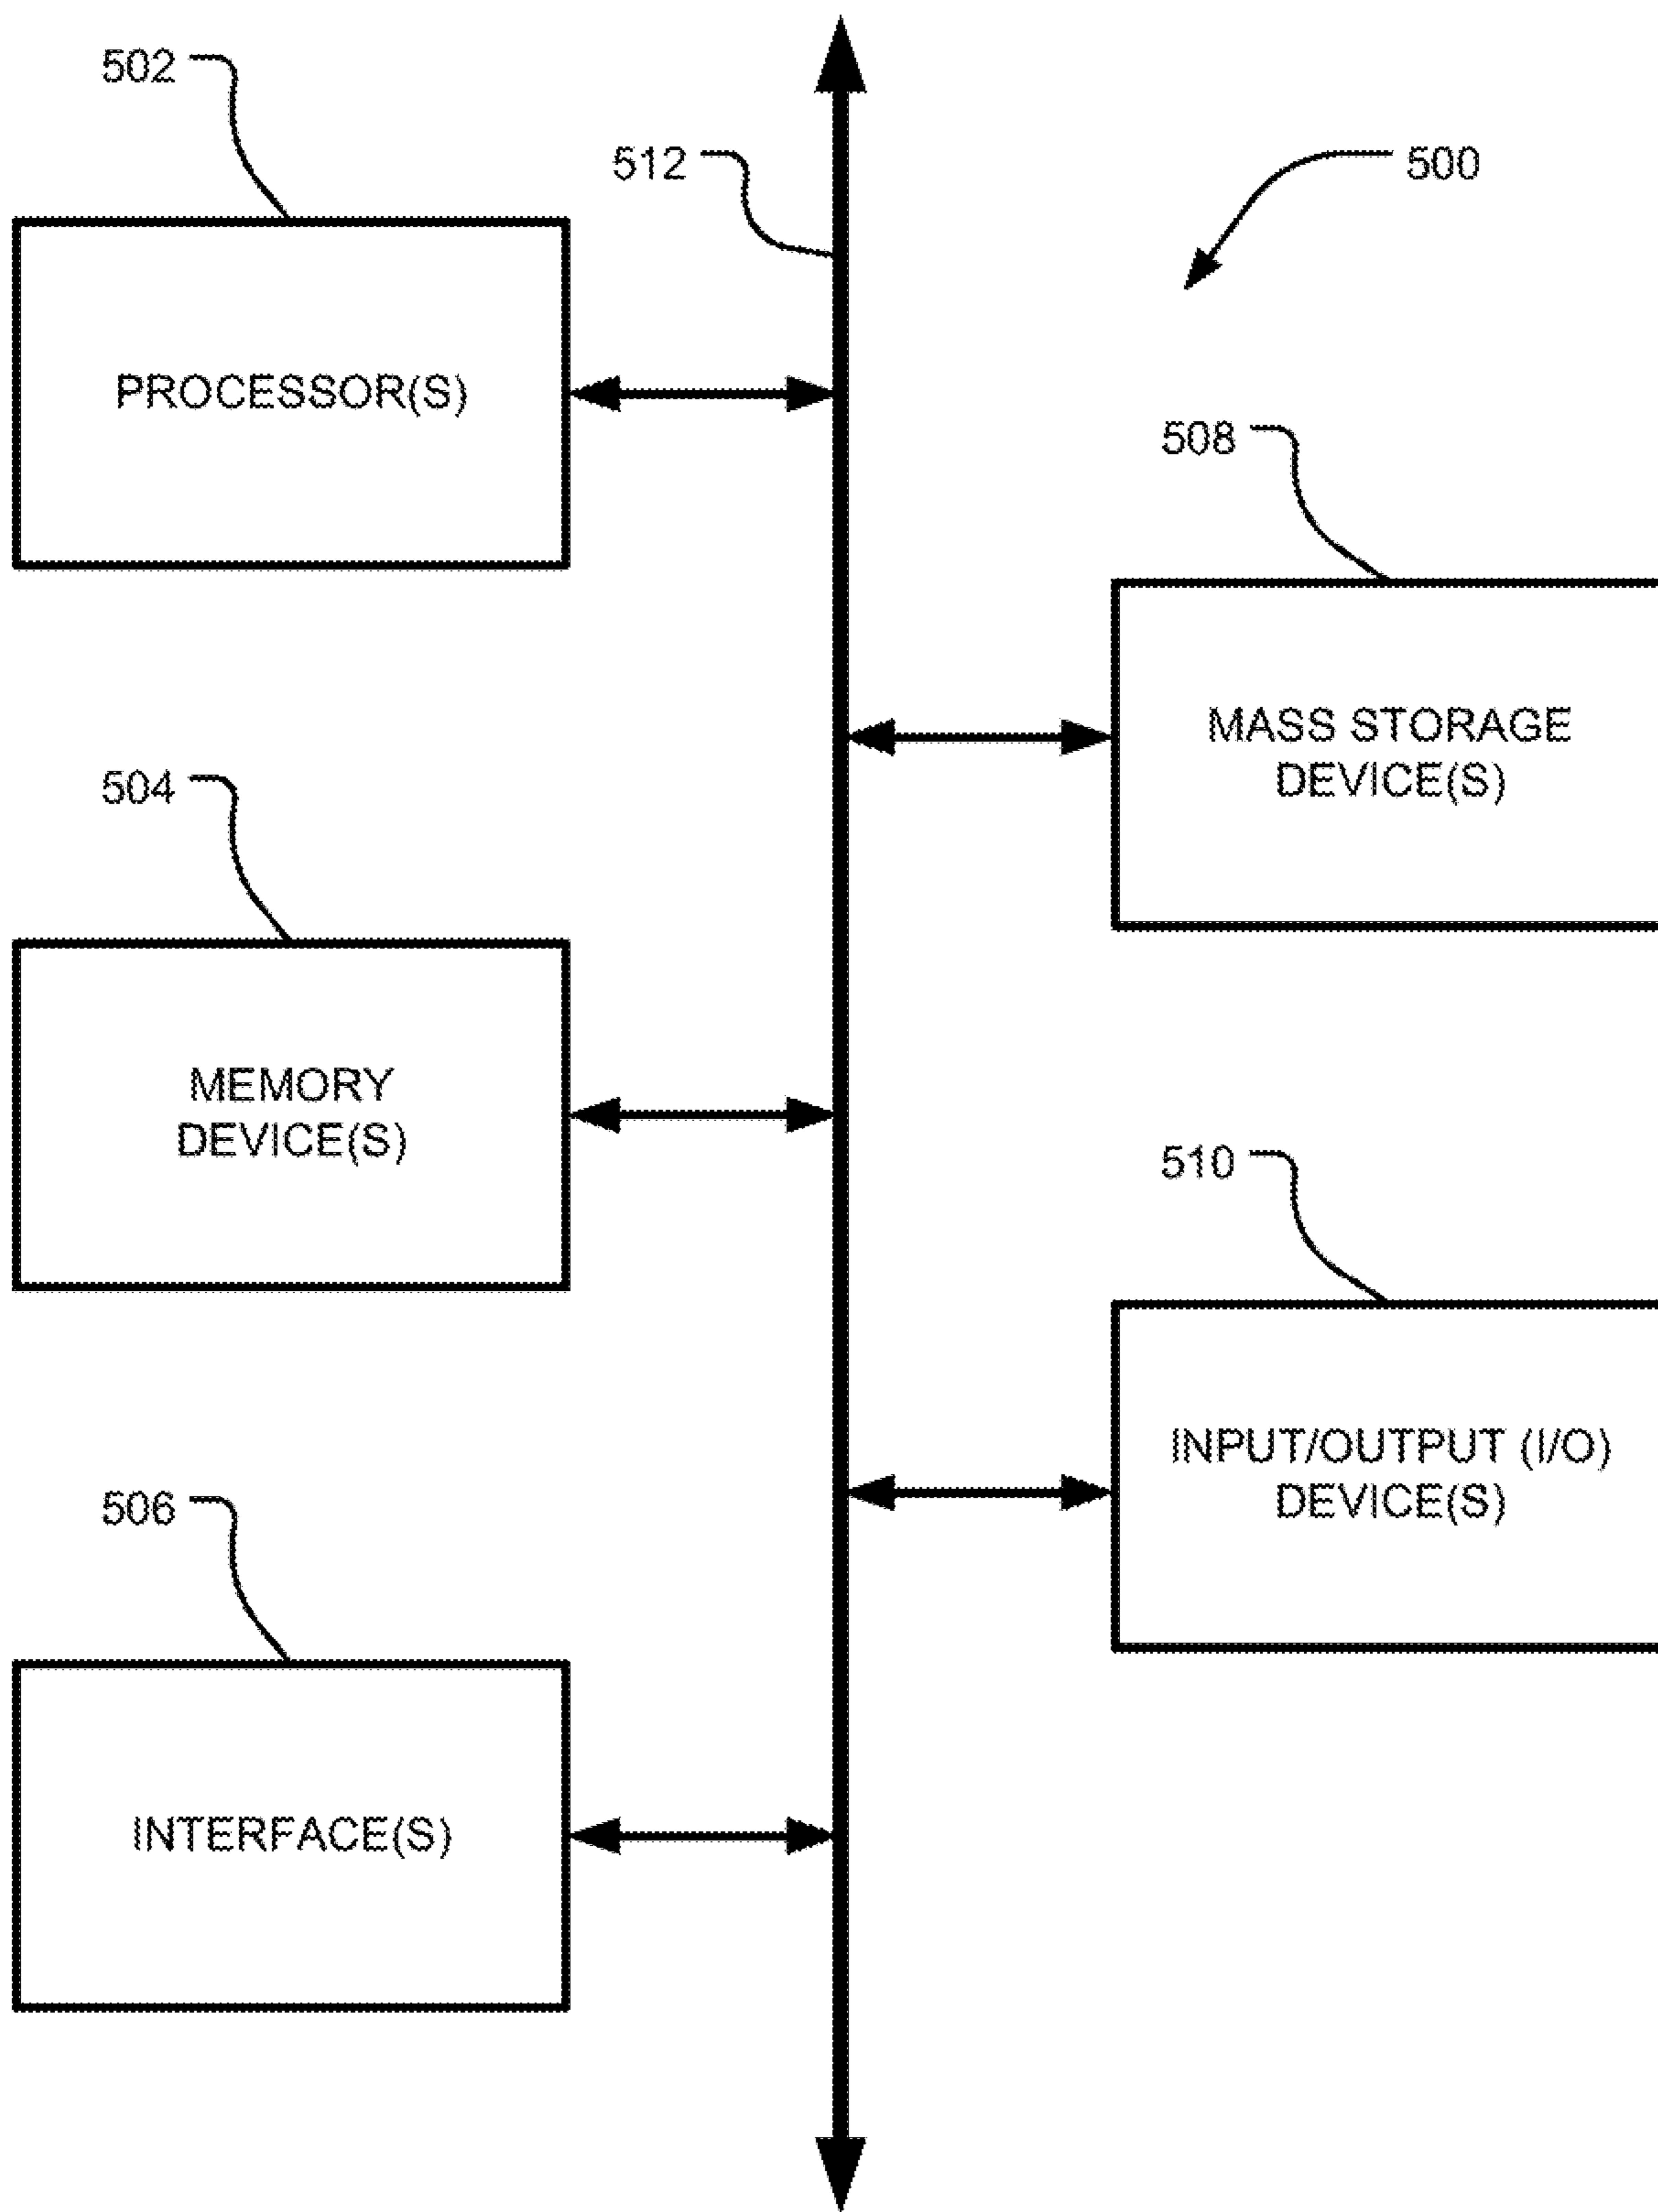 502
512
500
PROCESSOR(S)
508
MASS STORAGE
DEVICE(S)
504
MEMORY
DEVICE(S)
510
INPUT/OUTPUT (I/O)
DEVICE(S)
506
INTERFACE(S)